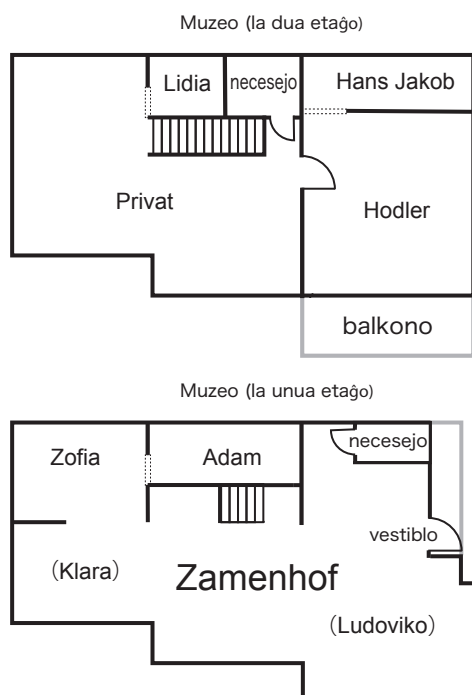 Muzeo (la dua etaĝo)
Lidia
necesejo
Hans Jakob
Privat
Hodler
balkono
Muzeo (la unua etaĝo)
Zofia
Adam
necesejo
vestiblo
(Klara)
Zamenhof
(Ludoviko)